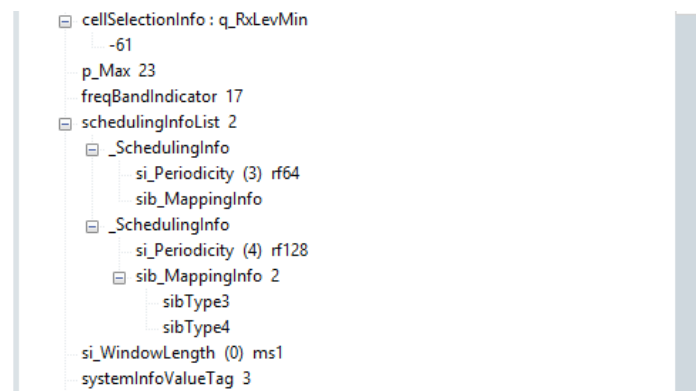 cellSelectionInfo : q_RxLevMin
-61
p_Max 23
freqBandIndicator 17
schedulingInfoList 2
_SchedulingInfo
si_Periodicity (3) rf64
sib_MappingInfo
_SchedulingInfo
si_Periodicity (4) rf128
sib_MappingInfo 2
sibType3
sibType4
si_WindowLength (0) ms1
systemInfoValueTag 3